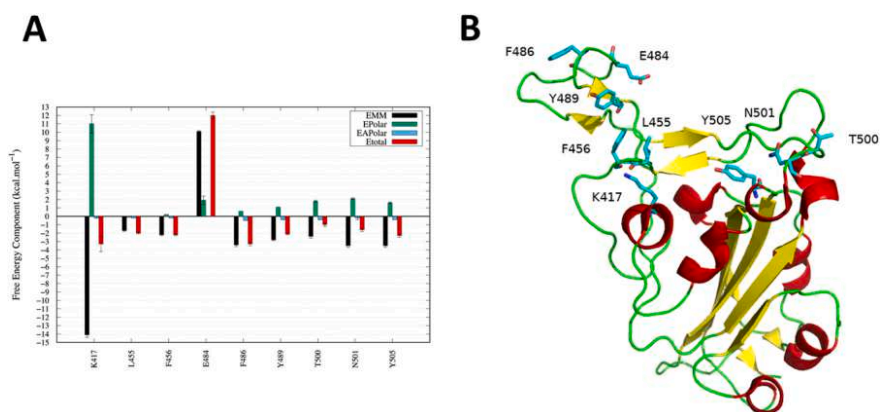 A
B
Free Energy Component (kcal.mol⁻¹)
13
12
11
10
9
8
7
6
5
4
3
2
1
0
−1
−2
−3
−4
−5
−6
−7
−8
−9
−10
−11
−12
−13
−14
−15
EMM
EPolar
EAPolar
Etotal
K417
L455
F456
E484
F486
Y489
T500
N501
Y505
F486
E484
Y489
L455
Y505
N501
T500
F456
K417